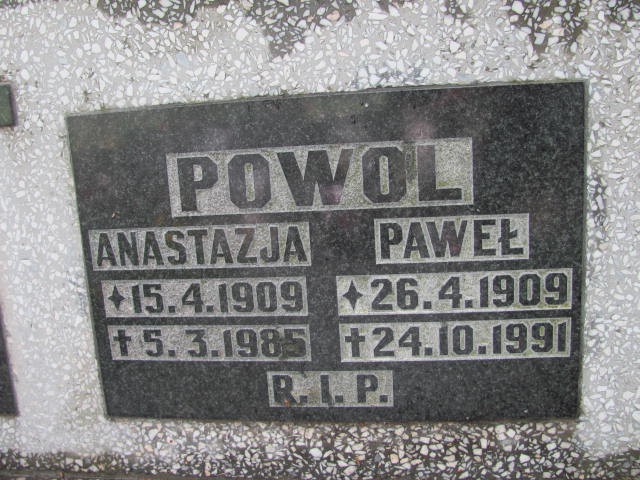 POWOL
ANASTAZJA PAWEŁ
✦15.4.1909 ✦26.4.1909
†5.3.1985 †24.10.1991
R.I.P.